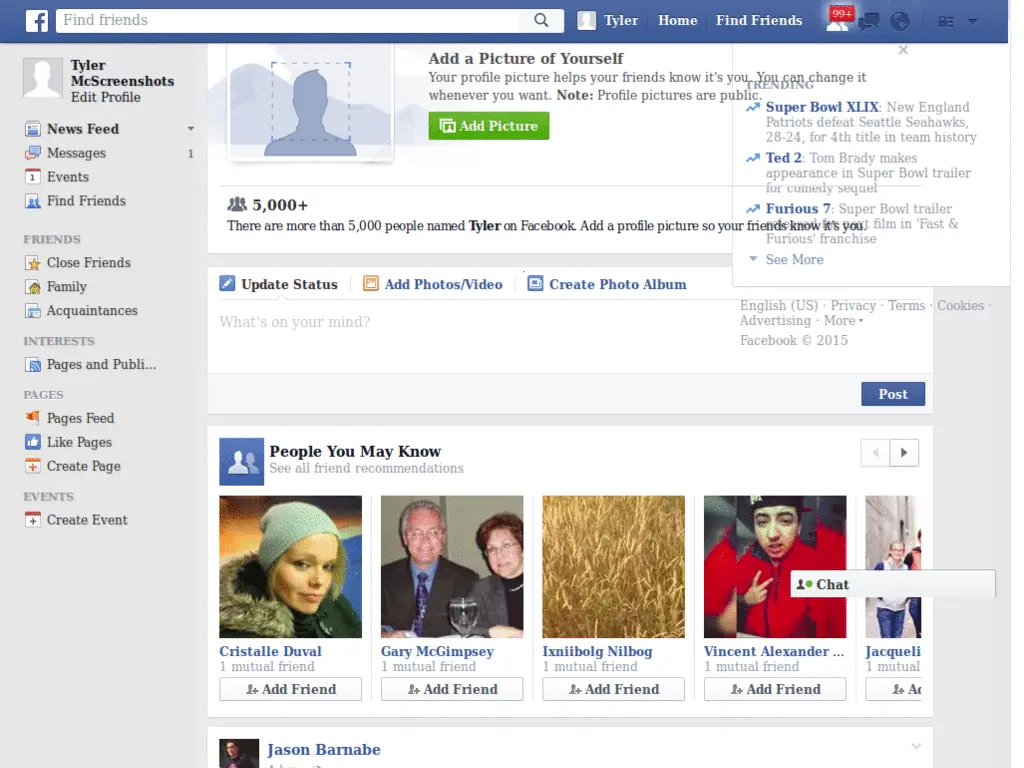 Find friends
Tyler
Home
Find Friends
99+
Tyler
McScreenshots
Edit Profile
News Feed
Messages 1
Events
Find Friends
FRIENDS
Close Friends
Family
Acquaintances
INTERESTS
Pages and Publi...
PAGES
Pages Feed
Like Pages
Create Page
EVENTS
Create Event
Add a Picture of Yourself
Your profile picture helps your friends know it's you. You can change it
whenever you want. Note: Profile pictures are public.
Add Picture
5,000+
There are more than 5,000 people named Tyler on Facebook. Add a profile picture so your friends know it's you.
TRENDING
Super Bowl XLIX: New England
Patriots defeat Seattle Seahawks,
28-24, for 4th title in team history
Ted 2: Tom Brady makes
appearance in Super Bowl trailer
for comedy sequel
Furious 7: Super Bowl trailer
released for next film in 'Fast &
Furious' franchise
See More
English (US) · Privacy · Terms · Cookies ·
Advertising · More
Facebook © 2015
Update Status
Add Photos/Video
Create Photo Album
What's on your mind?
Post
People You May Know
See all friend recommendations
Cristalle Duval
1 mutual friend
Add Friend
Gary McGimpsey
1 mutual friend
Add Friend
Ixniibolg Nilbog
1 mutual friend
Add Friend
Vincent Alexander ...
1 mutual friend
Add Friend
Jacqueli
1 mutual
Ad
Chat
Jason Barnabe